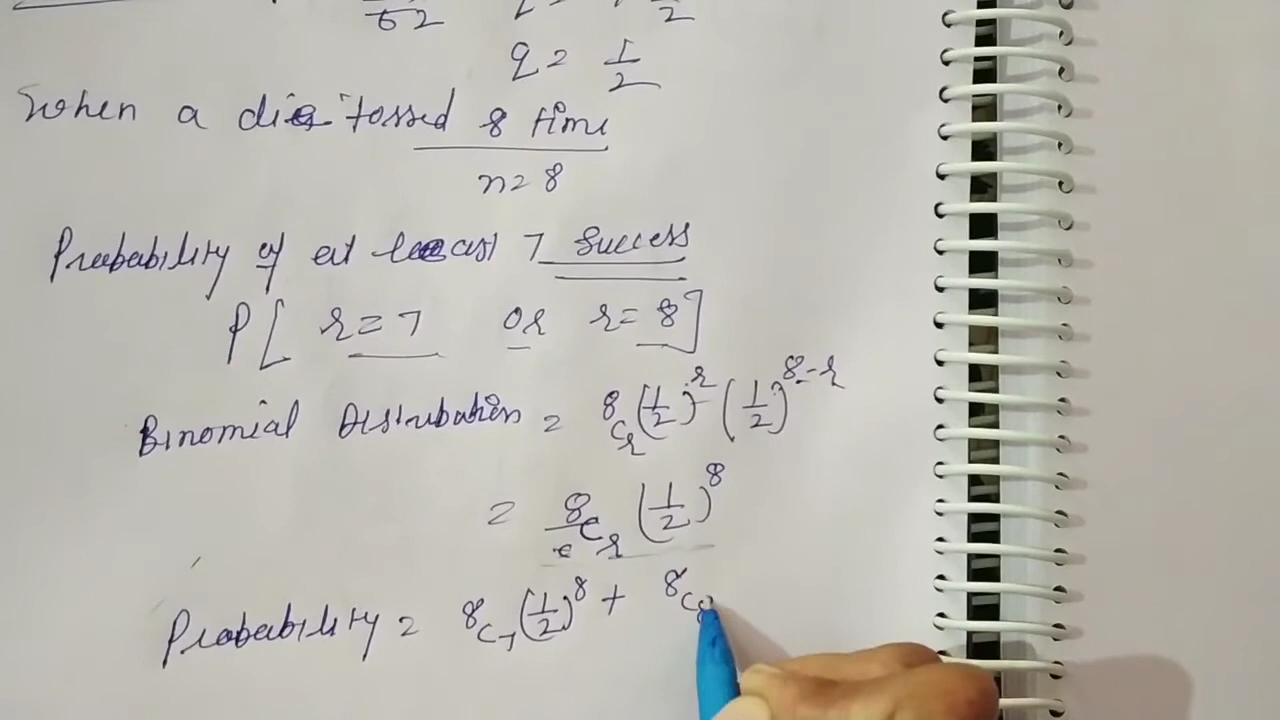 q = 1/2
When a die tossed 8 time
n = 8
Probability of at least 7 success
P[ r = 7 or r = 8 ]
Binomial Distribution = ⁸Cᵣ (1/2)ʳ (1/2)⁸⁻ʳ
= ⁸Cᵣ (1/2)⁸
Probability = ⁸C₇ (1/2)⁸ + ⁸C₈